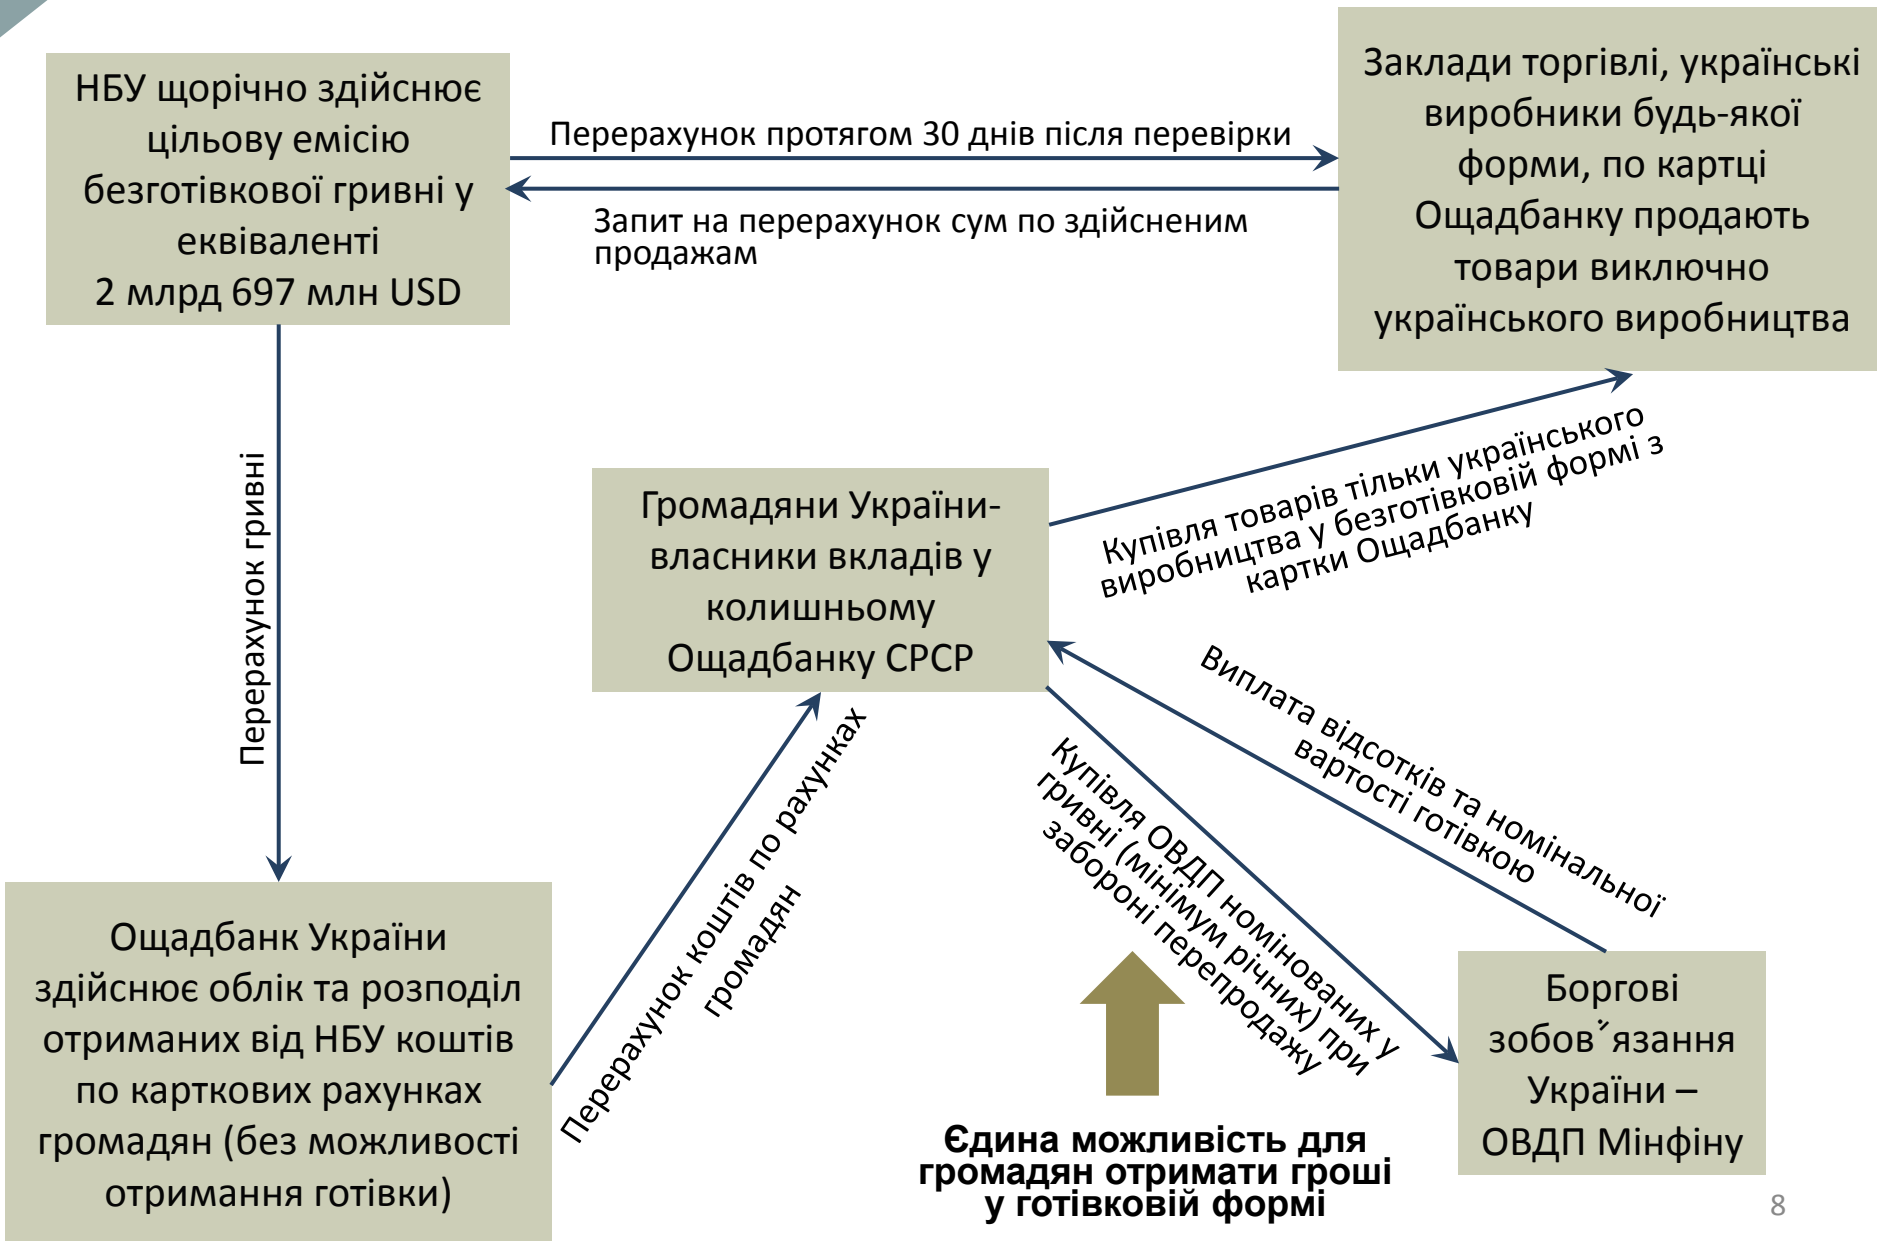 НБУ щорічно здійснює
цільову емісію
безготівкової гривні у
еквіваленті
2 млрд 697 млн USD
Перерахунок протягом 30 днів після перевірки
Запит на перерахунок сум по здійсненим
продажам
Заклади торгівлі, українські
виробники будь-якої
форми, по картці
Ощадбанку продають
товари виключно
українського виробництва
Перерахунок гривні
Громадяни України-
власники вкладів у
колишньому
Ощадбанку СРСР
Купівля товарів тільки українського
виробництва у безготівковій формі з
картки Ощадбанку
Виплата відсотків та номінальної
вартості готівкою
Купівля ОВДП номінованих у
гривні (мінімум річних) при
забороні перепродажу
Перерахунок коштів по рахунках
громадян
Ощадбанк України
здійснює облік та розподіл
отриманих від НБУ коштів
по карткових рахунках
громадян (без можливості
отримання готівки)
Єдина можливість для
громадян отримати гроші
у готівковій формі
Боргові
зобов˝язання
України –
ОВДП Мінфіну
8